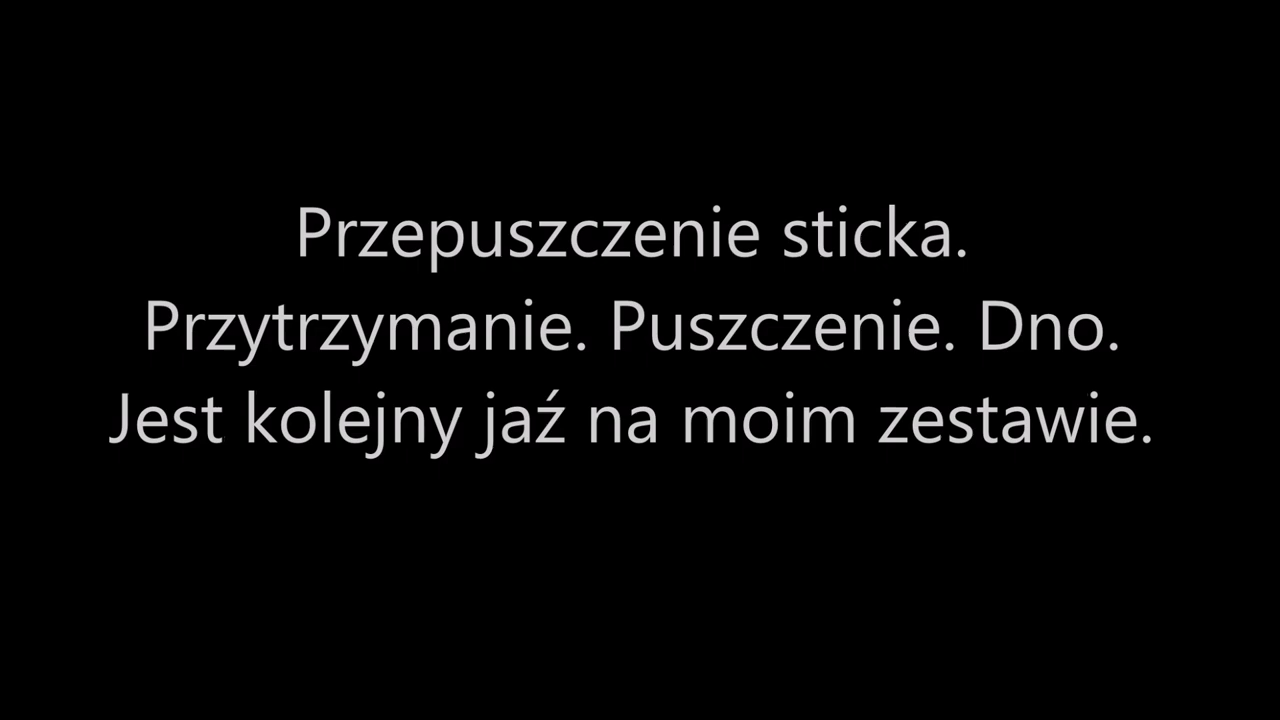 Przepuszczenie sticka.
Przytrzymanie. Puszczenie. Dno.
Jest kolejny jaź na moim zestawie.